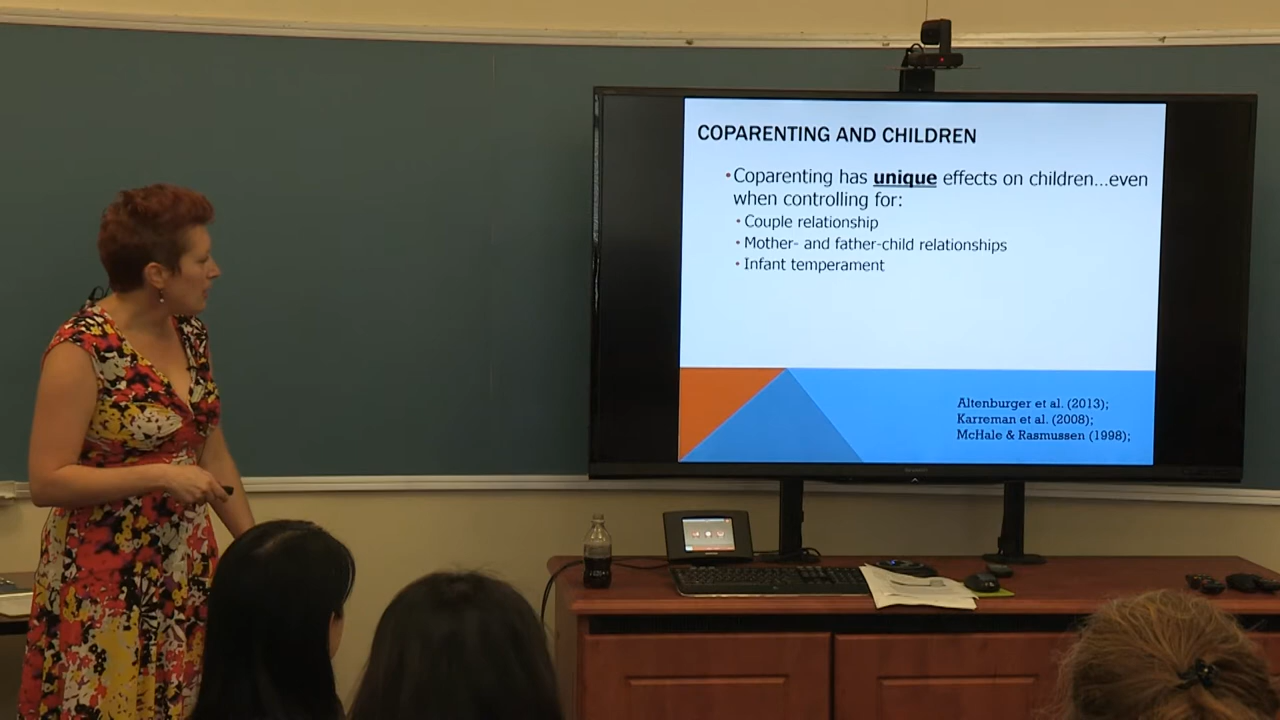 COPARENTING AND CHILDREN
•Coparenting has unique effects on children...even
when controlling for:
• Couple relationship
• Mother- and father-child relationships
• Infant temperament
Altenburger et al. (2013);
Karreman et al. (2008);
McHale & Rasmussen (1998);